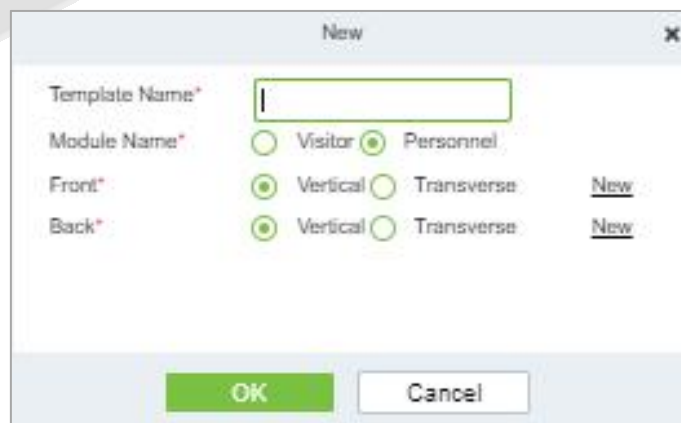 New
Template Name*
Module Name* Visitor Personnel
Front* Vertical Transverse New
Back* Vertical Transverse New
OK Cancel